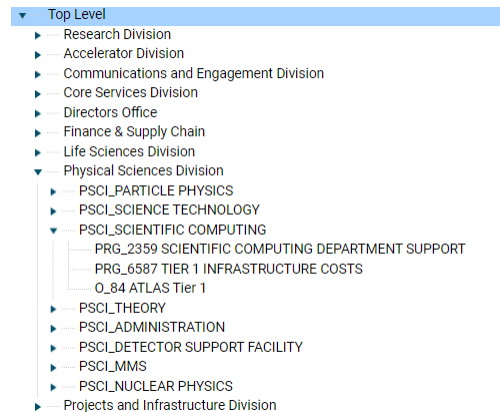 Top Level
Research Division
Accelerator Division
Communications and Engagement Division
Core Services Division
Directors Office
Finance & Supply Chain
Life Sciences Division
Physical Sciences Division
PSCI_PARTICLE PHYSICS
PSCI_SCIENCE TECHNOLOGY
PSCI_SCIENTIFIC COMPUTING
PRG_2359 SCIENTIFIC COMPUTING DEPARTMENT SUPPORT
PRG_6587 TIER 1 INFRASTRUCTURE COSTS
O_84 ATLAS Tier 1
PSCI_THEORY
PSCI_ADMINISTRATION
PSCI_DETECTOR SUPPORT FACILITY
PSCI_MMS
PSCI_NUCLEAR PHYSICS
Projects and Infrastructure Division